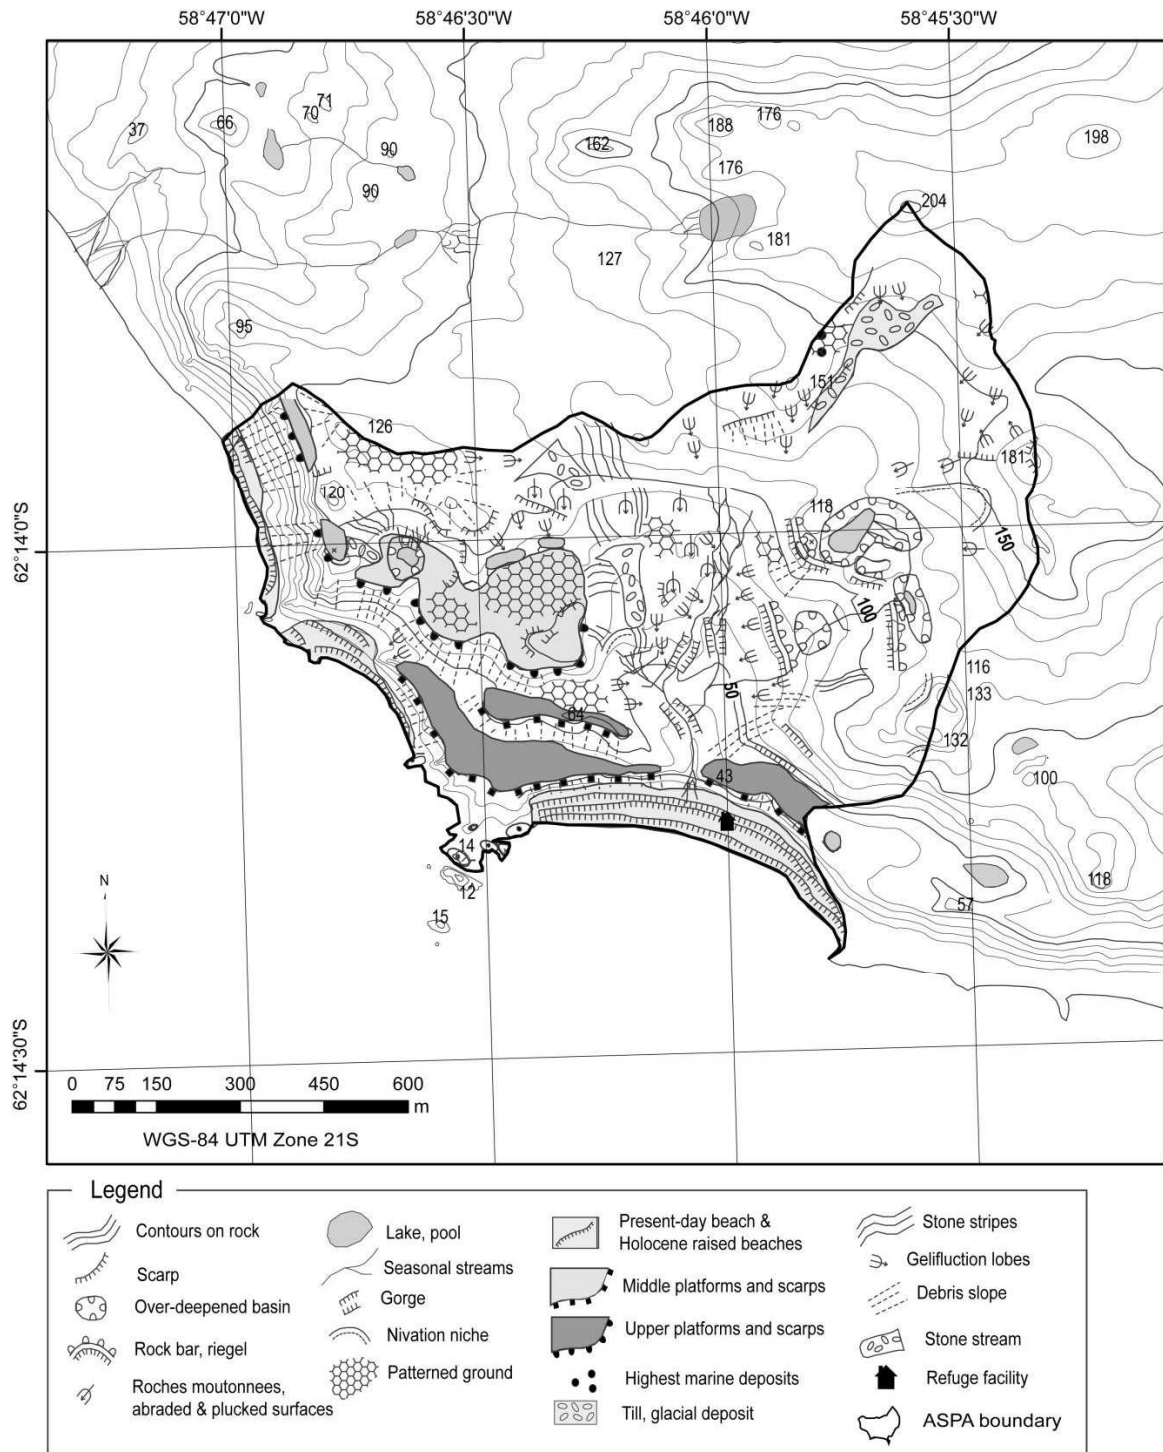 58°47'0"W 58°46'30"W 58°46'0"W 58°45'30"W
71
70
66
37
90
90
162
188
176
176
198
204
181
127
95
151
126
181
120
118
62°14'0"S
150
100
116
133
50
64
132
43
100
14
12
118
57
15
N
62°14'30"S
0 75 150 300 450 600
m
WGS-84 UTM Zone 21S
Legend
Contours on rock
Scarp
Over-deepened basin
Rock bar, riegel
Roches moutonnees,
abraded & plucked surfaces
Lake, pool
Seasonal streams
Gorge
Nivation niche
Patterned ground
Present-day beach &
Holocene raised beaches
Middle platforms and scarps
Upper platforms and scarps
Highest marine deposits
Till, glacial deposit
Stone stripes
Gelifluction lobes
Debris slope
Stone stream
Refuge facility
ASPA boundary